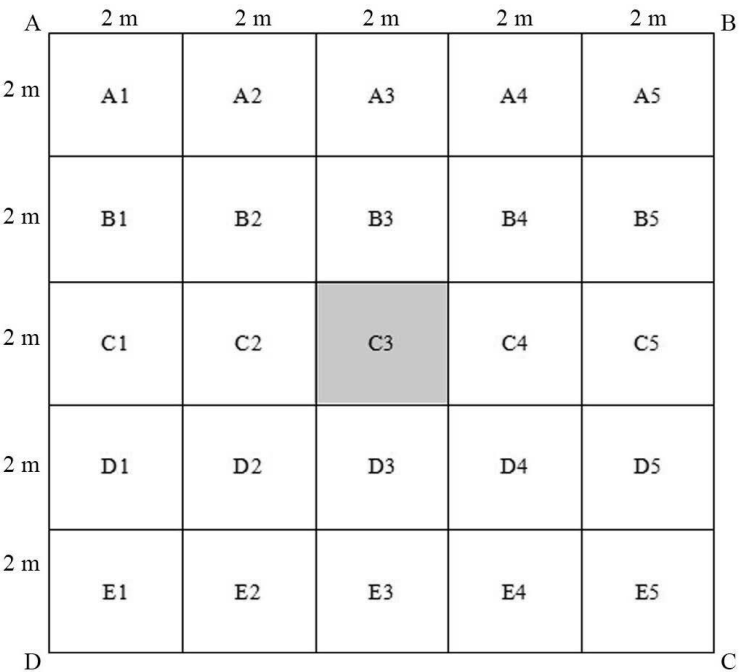 A 2 m 2 m 2 m 2 m 2 m B
2 m A1 A2 A3 A4 A5
2 m B1 B2 B3 B4 B5
2 m C1 C2 C3 C4 C5
2 m D1 D2 D3 D4 D5
2 m E1 E2 E3 E4 E5
D C